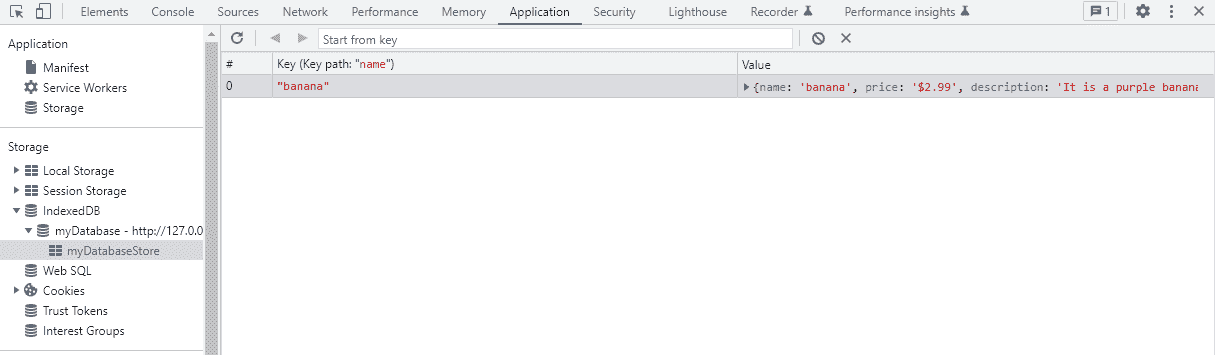 Elements Console Sources Network Performance Memory Application Security Lighthouse Recorder Performance insights 1
Application
Manifest
Service Workers
Storage
Storage
Local Storage
Session Storage
IndexedDB
myDatabase - http://127.0.0
myDatabaseStore
Web SQL
Cookies
Trust Tokens
Interest Groups
Start from key
# Key (Key path: "name") Value
0 "banana" {name: 'banana', price: '$2.99', description: 'It is a purple banana